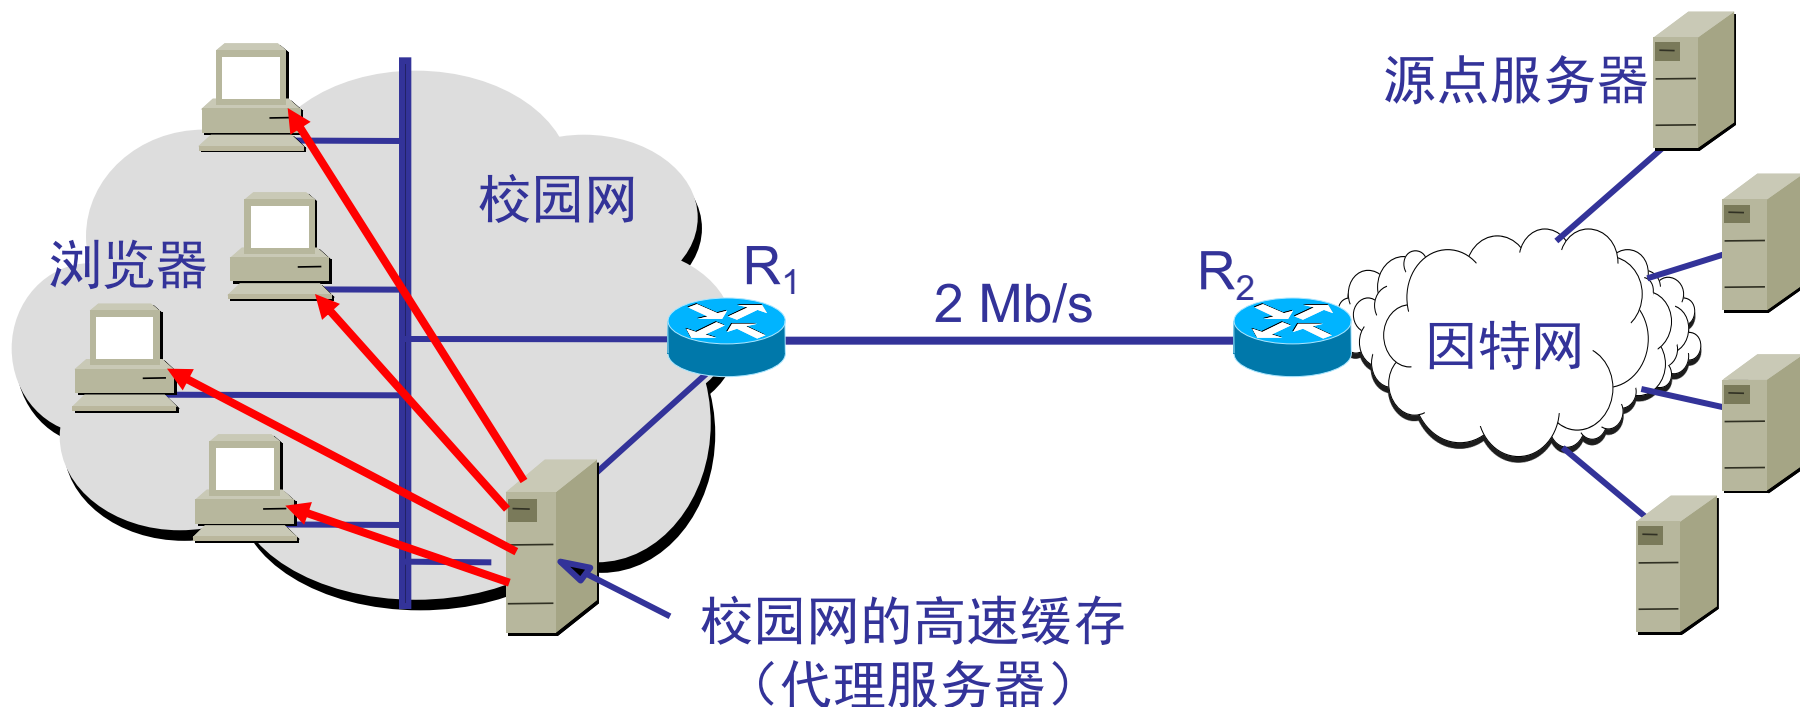 源点服务器
校园网
浏览器
R₁
2 Mb/s
R₂
因特网
校园网的高速缓存
（代理服务器）